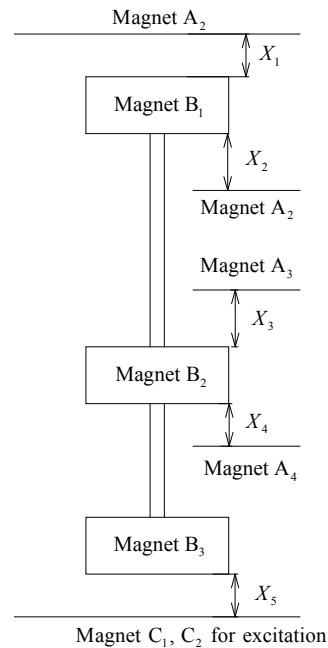 Magnet A₂
X₁
Magnet B₁
X₂
Magnet A₂
Magnet A₃
X₃
Magnet B₂
X₄
Magnet A₄
Magnet B₃
X₅
Magnet C₁, C₂ for excitation